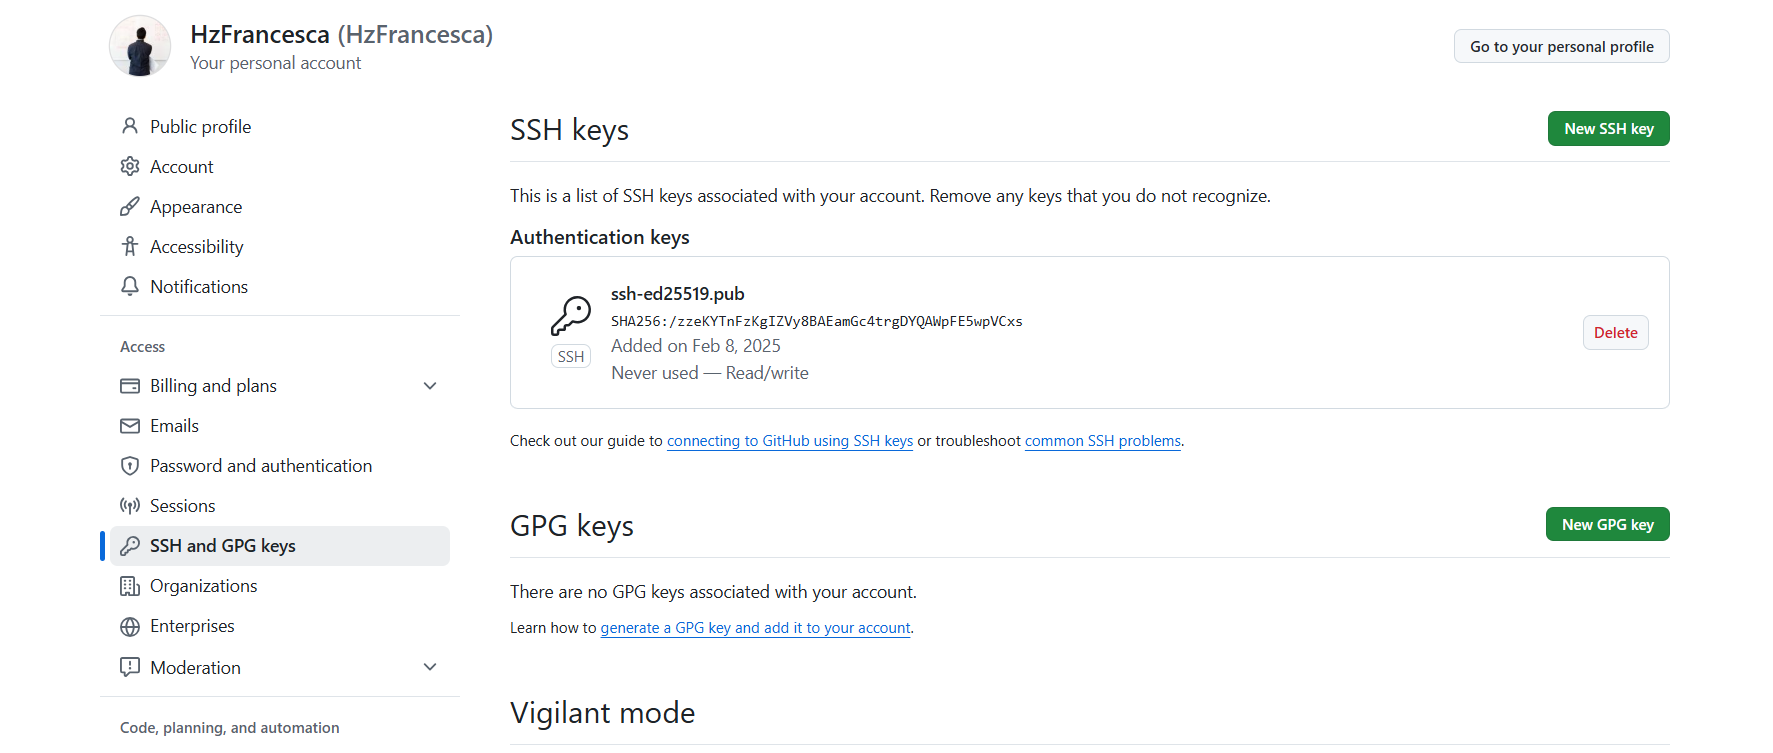 HzFrancesca (HzFrancesca)
Your personal account
Go to your personal profile
Public profile
Account
Appearance
Accessibility
Notifications
Access
Billing and plans
Emails
Password and authentication
Sessions
SSH and GPG keys
Organizations
Enterprises
Moderation
Code, planning, and automation
SSH keys
New SSH key
This is a list of SSH keys associated with your account. Remove any keys that you do not recognize.
Authentication keys
ssh-ed25519.pub
SHA256:/zzeKYTnFzKgIZVy8BAEamGc4trgDYQAWpFE5wpVCxs
Added on Feb 8, 2025
Never used — Read/write
SSH
Delete
Check out our guide to connecting to GitHub using SSH keys or troubleshoot common SSH problems.
GPG keys
New GPG key
There are no GPG keys associated with your account.
Learn how to generate a GPG key and add it to your account.
Vigilant mode